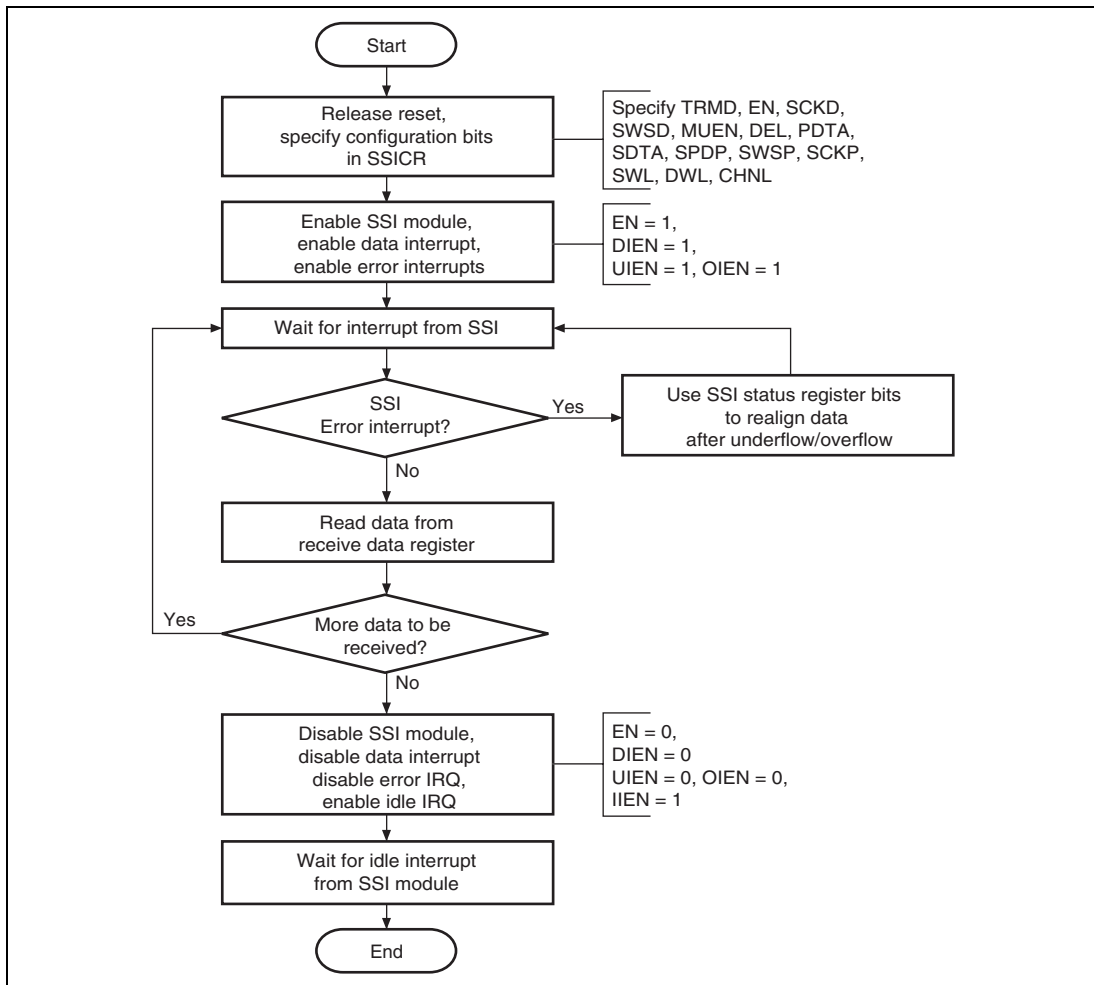 Start
Release reset,
specify configuration bits
in SSICR
Specify TRMD, EN, SCKD,
SWSD, MUEN, DEL, PDTA,
SDTA, SPDP, SWSP, SCKP,
SWL, DWL, CHNL
Enable SSI module,
enable data interrupt,
enable error interrupts
EN = 1,
DIEN = 1,
UIEN = 1, OIEN = 1
Wait for interrupt from SSI
SSI
Error interrupt?
Yes
Use SSI status register bits
to realign data
after underflow/overflow
No
Read data from
receive data register
Yes
More data to be
received?
No
Disable SSI module,
disable data interrupt
disable error IRQ,
enable idle IRQ
EN = 0,
DIEN = 0
UIEN = 0, OIEN = 0,
IIEN = 1
Wait for idle interrupt
from SSI module
End